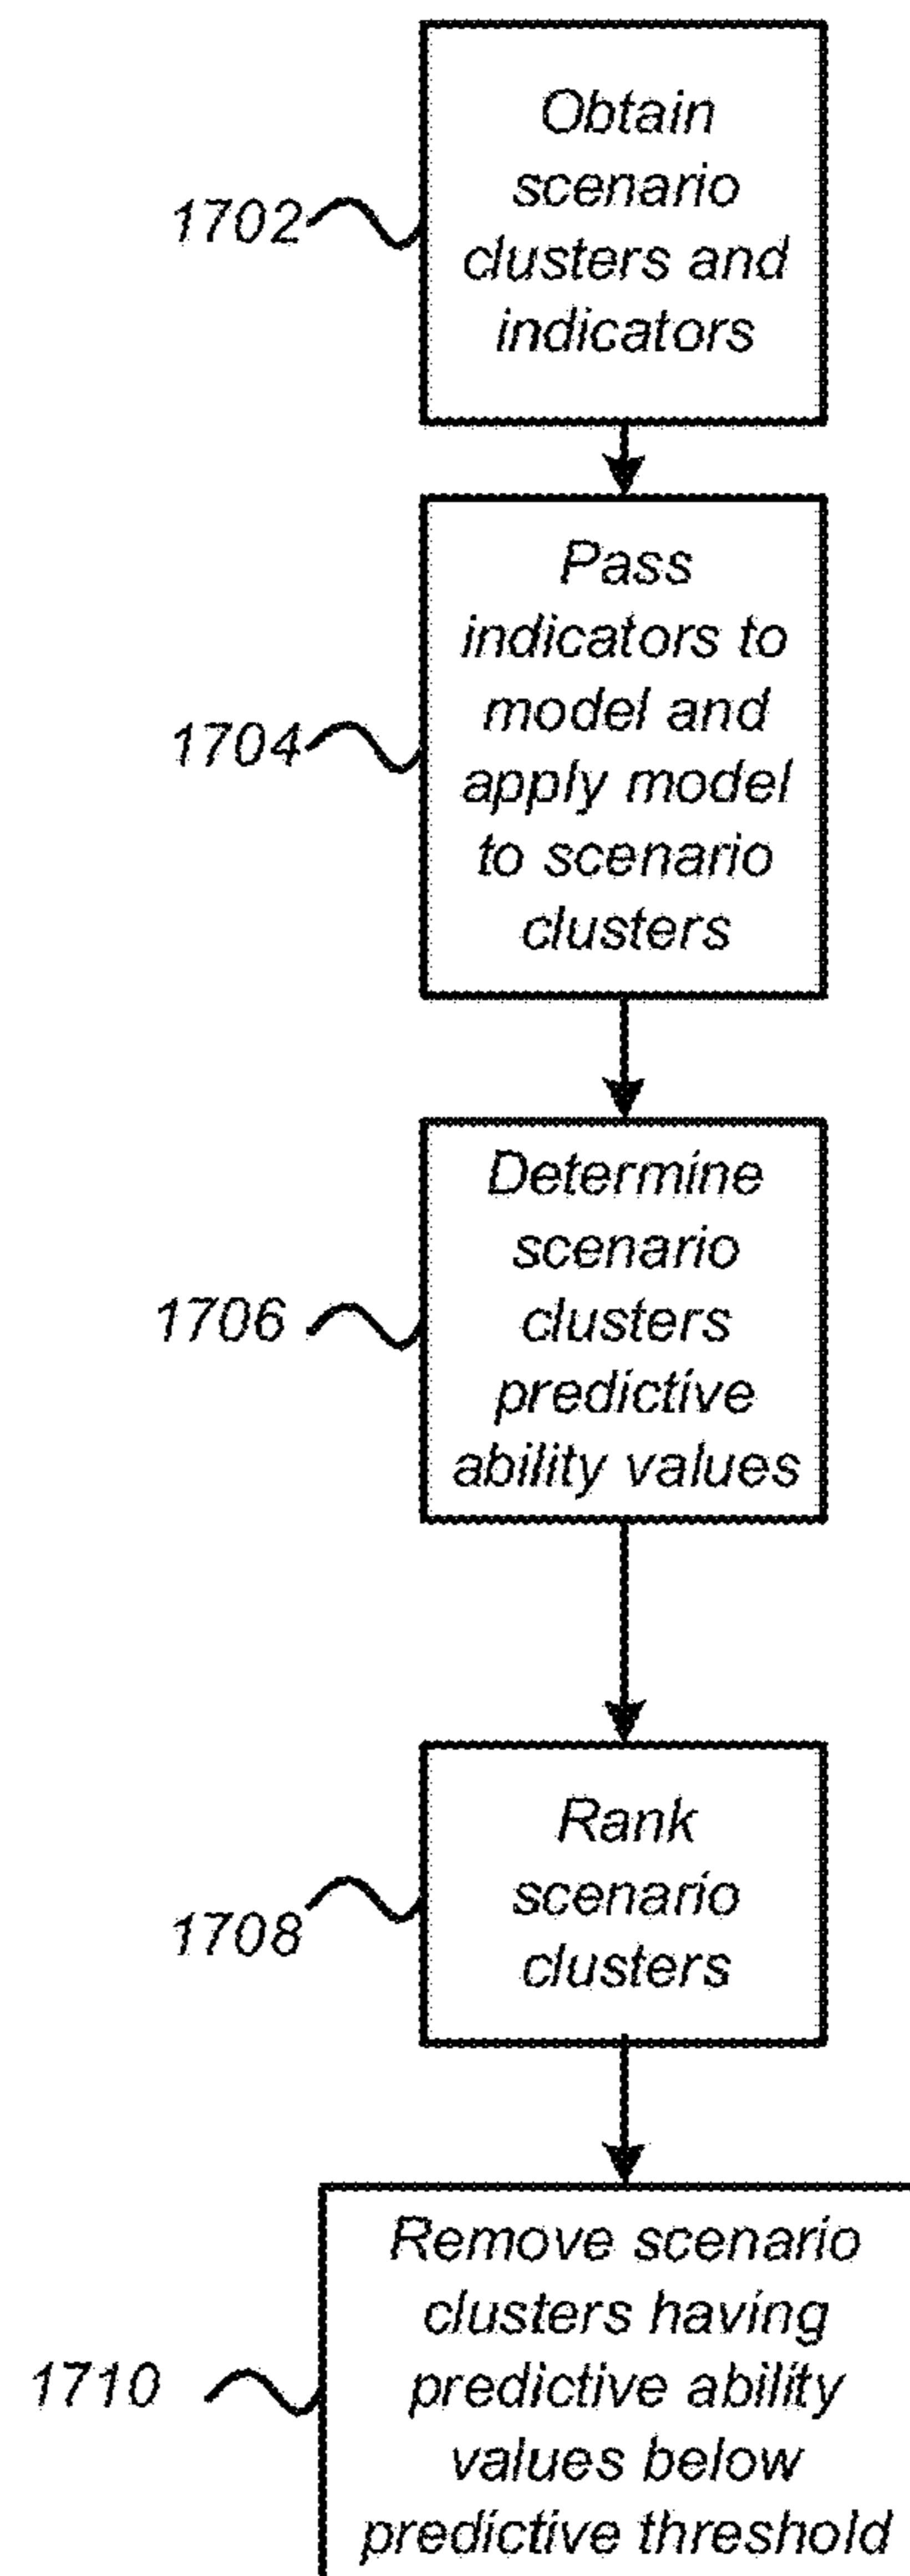 Obtain
scenario
clusters and
indicators
1702
Pass
indicators to
model and
apply model
to scenario
clusters
1704
Determine
scenario
clusters
predictive
ability values
1706
Rank
scenario
clusters
1708
Remove scenario
clusters having
predictive ability
values below
predictive threshold
1710